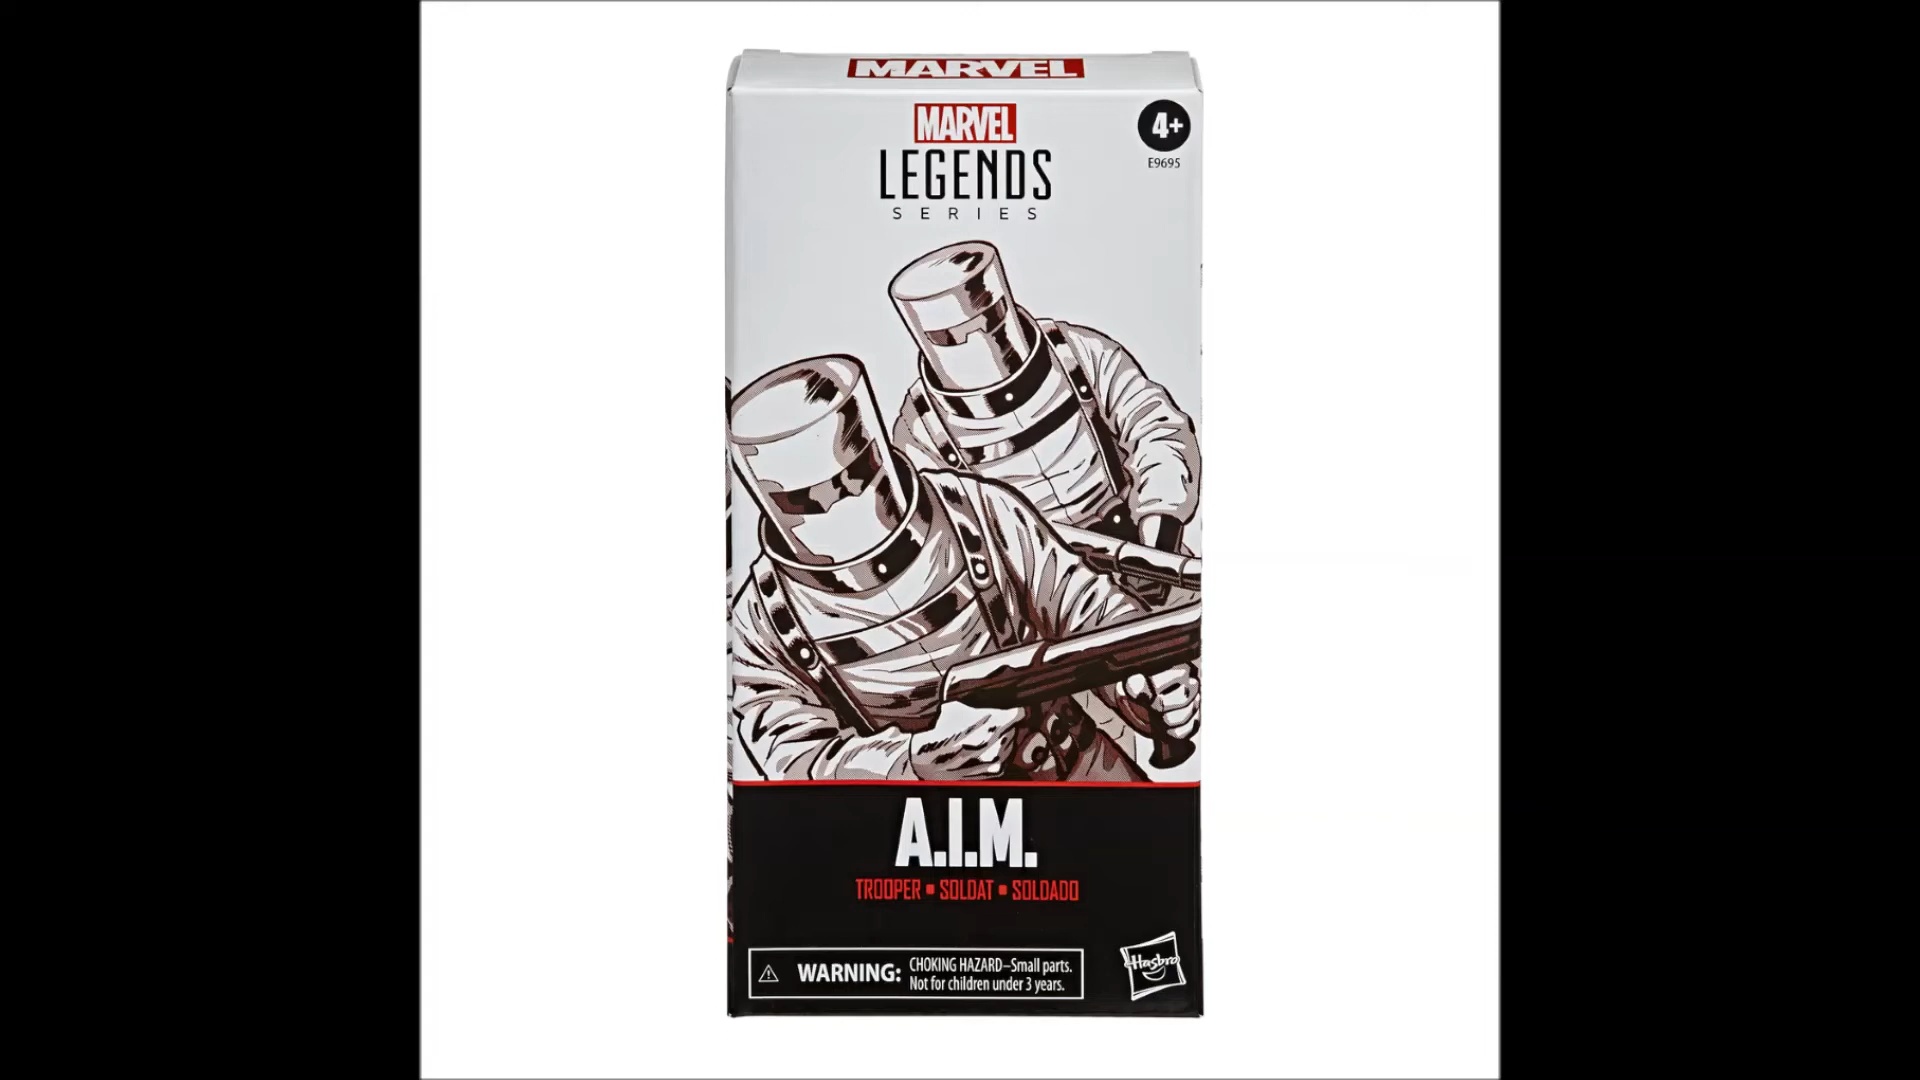 MARVEL
MARVEL
LEGENDS
SERIES
4+
E9695
A.I.M.
TROOPER ▪ SOLDAT ▪ SOLDADO
⚠ WARNING: CHOKING HAZARD–Small parts.
Not for children under 3 years.
Hasbro